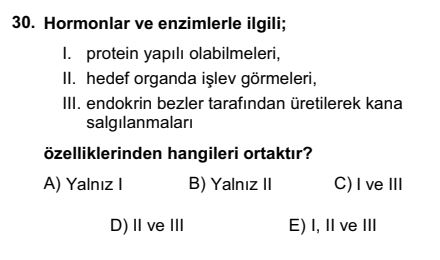 30. Hormonlar ve enzimlerle ilgili;
I. protein yapılı olabilmeleri,
II. hedef organda işlev görmeleri,
III. endokrin bezler tarafından üretilerek kana
salgılanmaları
özelliklerinden hangileri ortaktır?
A) Yalnız I B) Yalnız II C) I ve III
D) II ve III E) I, II ve III